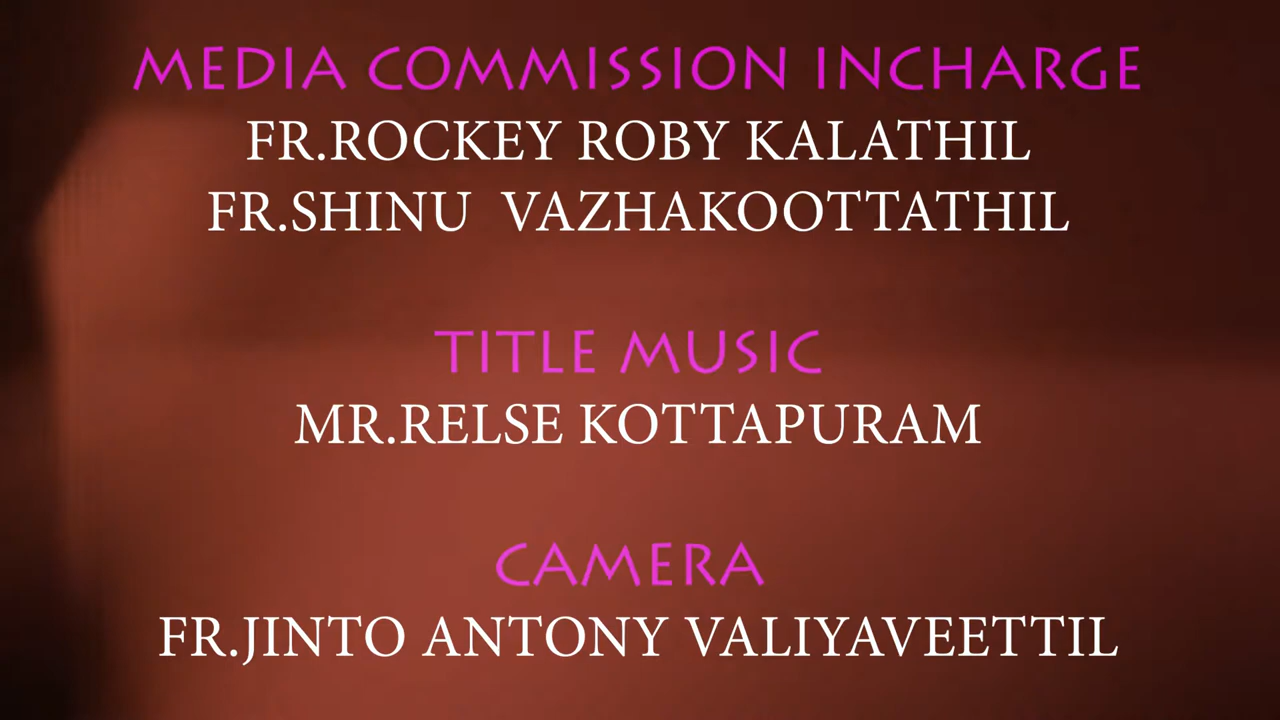 MEDIA COMMISSION INCHARGE
FR.ROCKEY ROBY KALATHIL
FR.SHINU  VAZHAKOOTTATHIL
TITLE MUSIC
MR.RELSE KOTTAPURAM
CAMERA
FR.JINTO ANTONY VALIYAVEETTIL